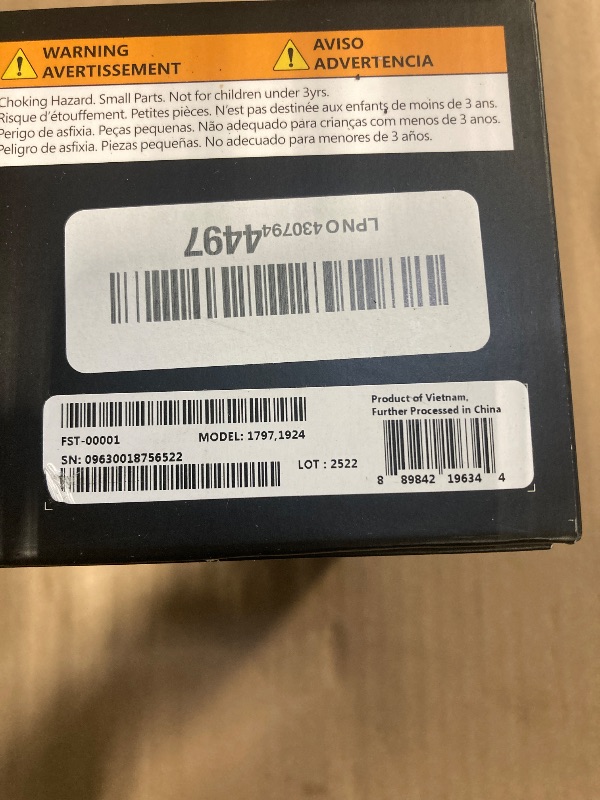 WARNING
AVERTISSEMENT
AVISO
ADVERTENCIA
Choking Hazard. Small Parts. Not for children under 3yrs.
Risque d'étouffement. Petites pièces. N'est pas destinée aux enfants de moins de 3 ans.
Perigo de asfixia. Peças pequenas. Não adequado para crianças com menos de 3 anos.
Peligro de asfixia. Piezas pequeñas. No adecuado para menores de 3 años.
LPNO4307944497
FST-00001
MODEL: 1797,1924
SN: 09630018756522
LOT : 2522
Product of Vietnam,
Further Processed in China
8 89842 19634 4